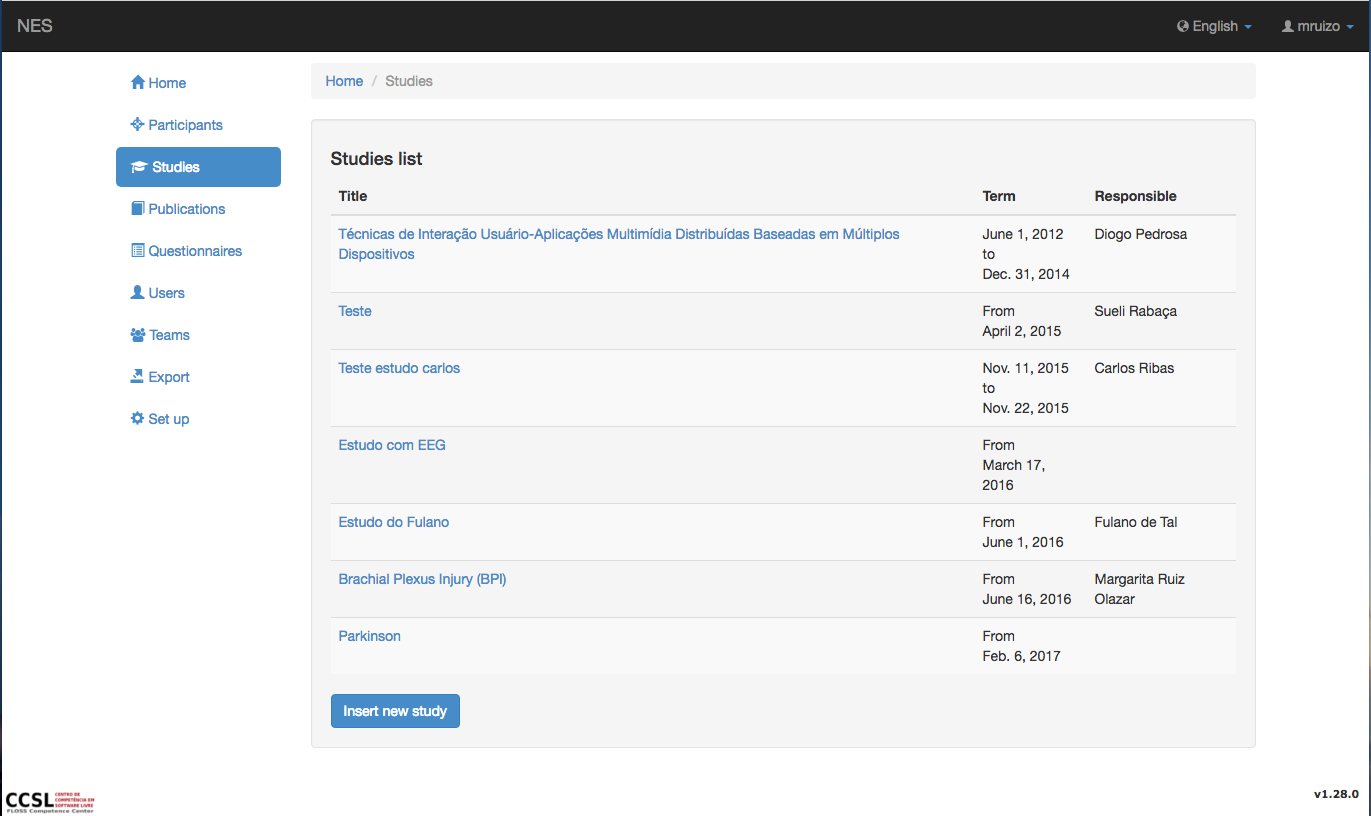 NES
English
mruizo
Home
Participants
Studies
Publications
Questionnaires
Users
Teams
Export
Set up
Home / Studies
Studies list
Title Term Responsible
Técnicas de Interação Usuário-Aplicações Multimídia Distribuídas Baseadas em Múltiplos
Dispositivos
June 1, 2012
to
Dec. 31, 2014
Diogo Pedrosa
Teste
From
April 2, 2015
Sueli Rabaça
Teste estudo carlos
Nov. 11, 2015
to
Nov. 22, 2015
Carlos Ribas
Estudo com EEG
From
March 17,
2016
Estudo do Fulano
From
June 1, 2016
Fulano de Tal
Brachial Plexus Injury (BPI)
From
June 16, 2016
Margarita Ruiz
Olazar
Parkinson
From
Feb. 6, 2017
Insert new study
CCSL
CENTRO DE
COMPETÊNCIA EM
SOFTWARE LIVRE
FLOSS Competence Center
v1.28.0